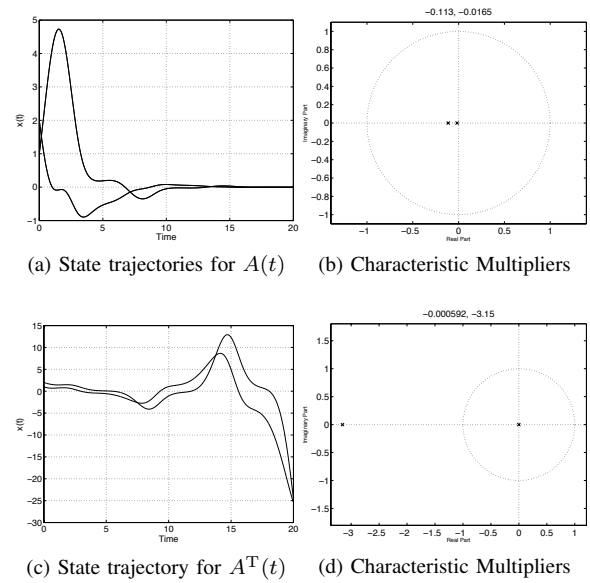 −0.113, −0.0165
x(t)
5
4
3
2
1
0
−1
0 5 10 15 20
Time
Imaginary Part
1
0.8
0.6
0.4
0.2
0
−0.2
−0.4
−0.6
−0.8
−1
−1 −0.5 0 0.5 1
Real Part
(a) State trajectories for A(t)
(b) Characteristic Multipliers
−0.000592, −3.15
x(t)
15
10
5
0
−5
−10
−15
−20
−25
−30
0 5 10 15 20
Time
Imaginary Part
1.5
1
0.5
0
−0.5
−1
−1.5
−3 −2.5 −2 −1.5 −1 −0.5 0 0.5 1
Real Part
(c) State trajectory for Aᵀ(t)
(d) Characteristic Multipliers